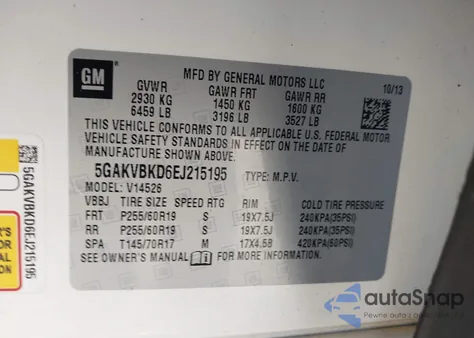 GM
MFD BY GENERAL MOTORS LLC
10/13
GVWR GAWR FRT GAWR RR
2930 KG 1450 KG 1600 KG
6459 LB 3196 LB 3527 LB
THIS VEHICLE CONFORMS TO ALL APPLICABLE U.S. FEDERAL MOTOR
VEHICLE SAFETY STANDARDS IN EFFECT ON THE DATE OF
MANUFACTURE SHOWN ABOVE.
5GAKVBKD6EJ215195 TYPE: M.P.V.
MODEL: V14526
VBBJ TIRE SIZE SPEED RTG RIM COLD TIRE PRESSURE
FRT P255/60R19 S 19X7.5J 240KPA(35PSI)
RR P255/60R19 S 19X7.5J 240KPA(35PSI)
SPA T145/70R17 M 17X4.5B 420KPA(60PSI)
SEE OWNER'S MANUAL i FOR MORE INFORMATION.
5GAKVBKD6EJ215195
autoSnap